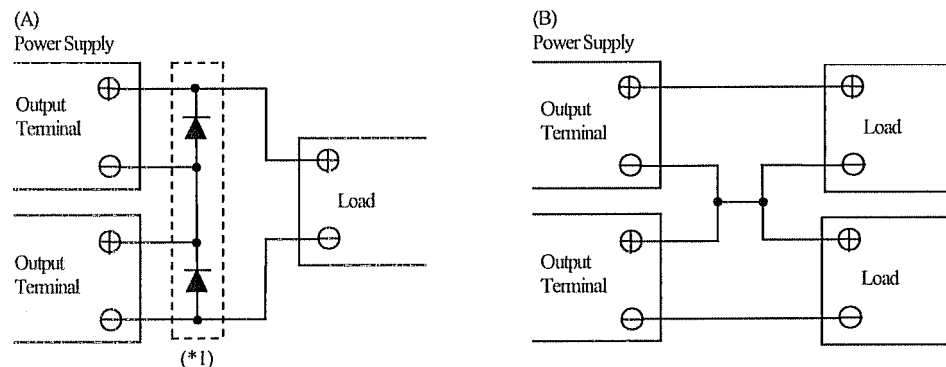 (A)
Power Supply
Output
Terminal
Output
Terminal
Load
(*1)
(B)
Power Supply
Output
Terminal
Output
Terminal
Load
Load